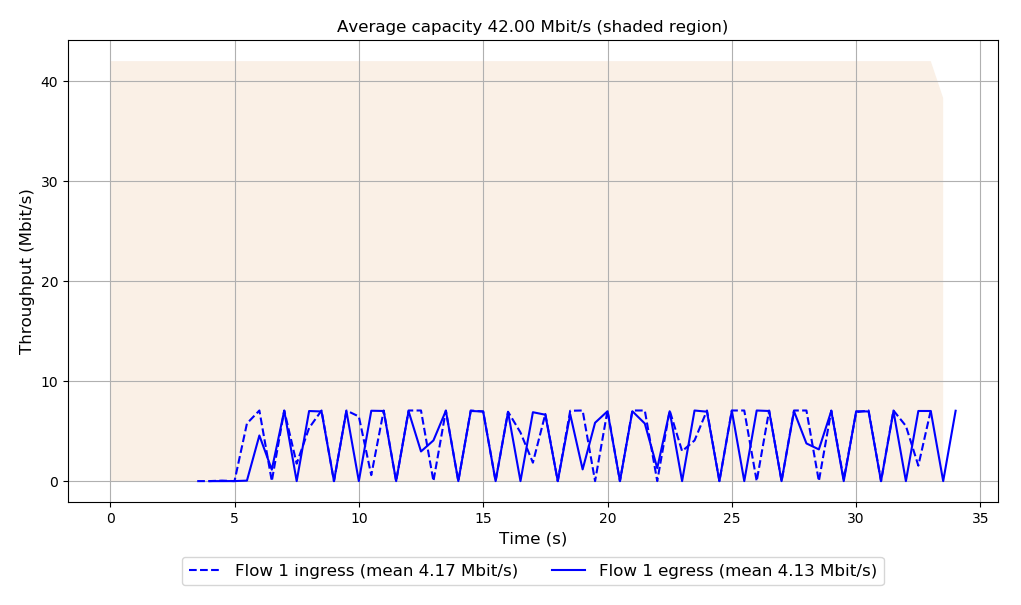 Average capacity 42.00 Mbit/s (shaded region)
40
30
20
10
0
Throughput (Mbit/s)
0 5 10 15 20 25 30 35
Time (s)
Flow 1 ingress (mean 4.17 Mbit/s) Flow 1 egress (mean 4.13 Mbit/s)